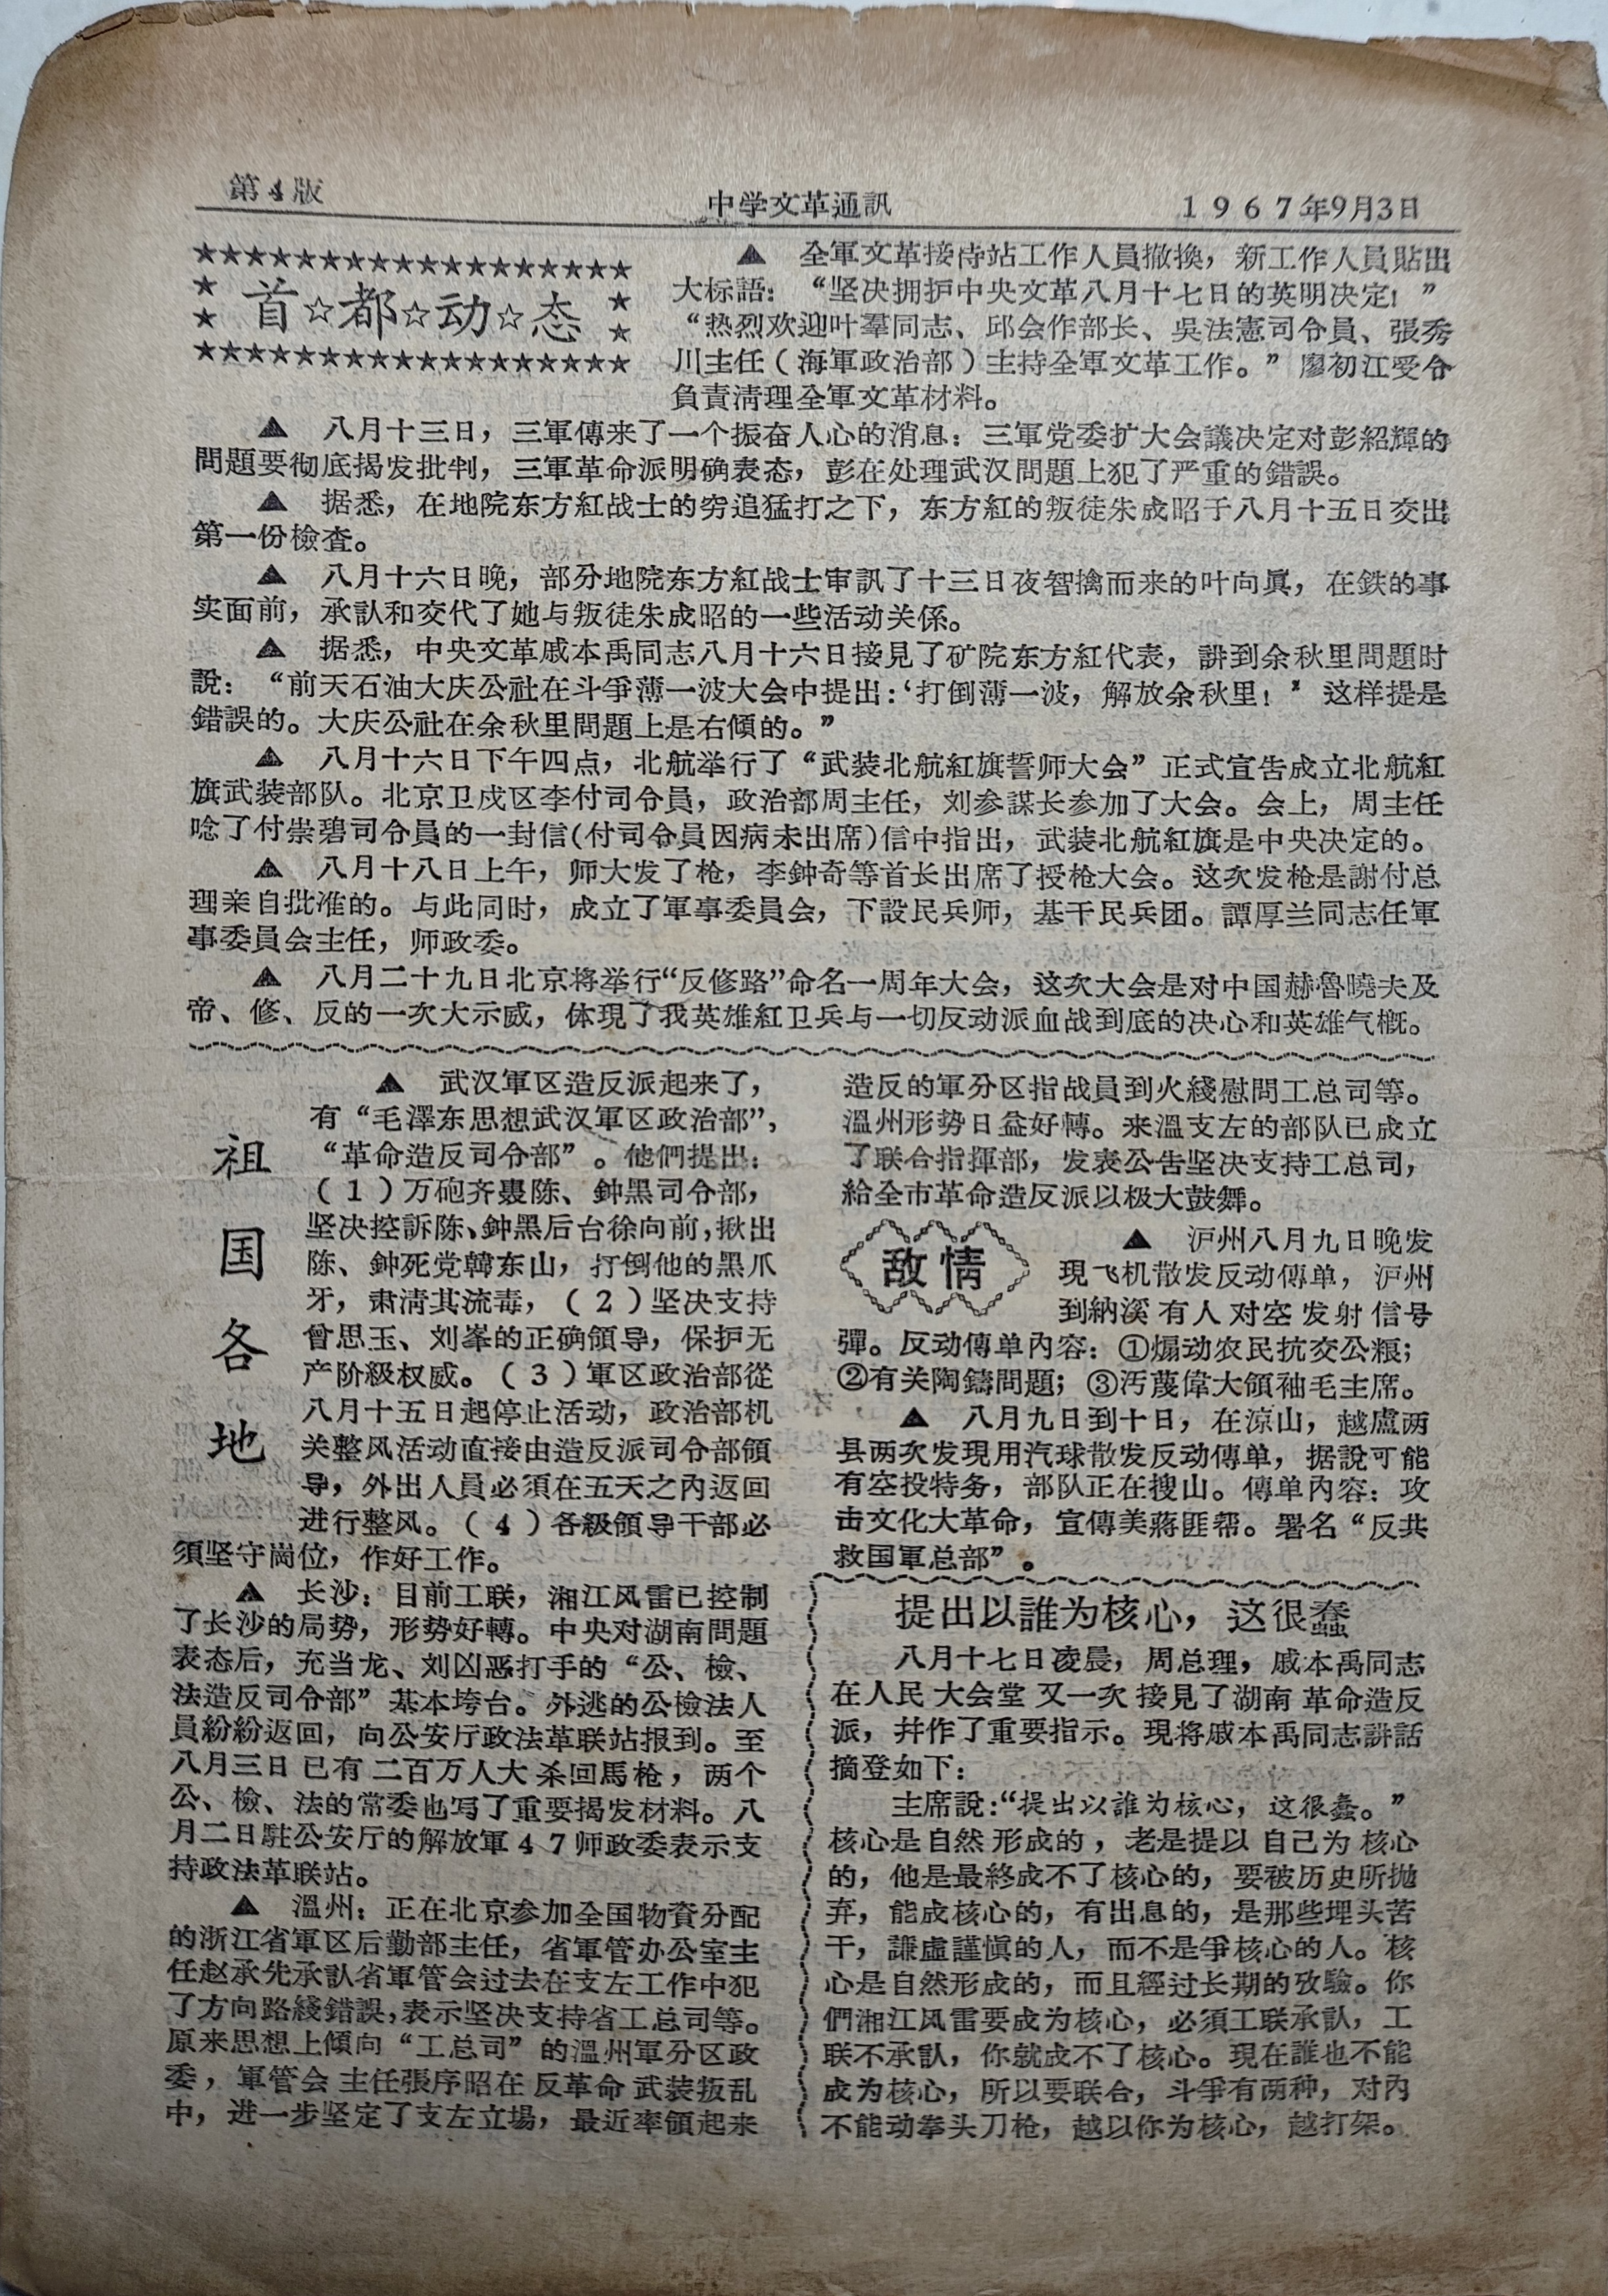 第4版
中学文革通訊
1967年9月3日
首☆都☆动☆态
▲ 全軍文革接待站工作人員撤換，新工作人員貼出
大标語：“坚决拥护中央文革八月十七日的英明决定！”
“热烈欢迎叶羣同志、邱会作部长、吳法憲司令員、張秀
川主任（海軍政治部）主持全軍文革工作。”廖初江受令
負責淸理全軍文革材料。
▲ 八月十三日，三軍傳来了一个振奋人心的消息：三軍党委扩大会議决定对彭紹輝的
問題要彻底揭发批判，三軍革命派明确表态，彭在处理武汉問題上犯了严重的錯誤。
▲ 据悉，在地院东方紅战士的穷追猛打之下，东方紅的叛徒朱成昭于八月十五日交出
第一份檢査。
▲ 八月十六日晚，部分地院东方紅战士审訊了十三日夜智擒而来的叶向眞，在鉄的事
实面前，承認和交代了她与叛徒朱成昭的一些活动关係。
▲ 据悉，中央文革戚本禹同志八月十六日接見了矿院东方紅代表，講到余秋里問題时
說：“前天石油大庆公社在斗爭薄一波大会中提出：‘打倒薄一波，解放余秋里！’这样提是
錯誤的。大庆公社在余秋里問題上是右傾的。”
▲ 八月十六日下午四点，北航举行了“武装北航紅旗誓师大会”正式宣告成立北航紅
旗武装部队。北京卫戍区李付司令員，政治部周主任，刘参謀长参加了大会。会上，周主任
唸了付崇碧司令員的一封信（付司令員因病未出席）信中指出，武装北航紅旗是中央决定的。
▲ 八月十八日上午，师大发了枪，李鈡奇等首长出席了授枪大会。这次发枪是謝付总
理亲自批准的。与此同时，成立了軍事委員会，下設民兵师，基干民兵团。譚厚兰同志任軍
事委員会主任，师政委。
▲ 八月二十九日北京将举行“反修路”命名一周年大会，这次大会是对中国赫魯曉夫及
帝、修、反的一次大示威，体現了我英雄紅卫兵与一切反动派血战到底的决心和英雄气槪。
祖国各地
▲ 武汉軍区造反派起来了，
有“毛澤东思想武汉軍区政治部”，
“革命造反司令部”。他們提出：
（1）万砲齐轟陈、鈡黑司令部，
坚决控訴陈、鈡黑后台徐向前，揪出
陈、鈡死党韓东山，打倒他的黑爪
牙，肃淸其流毒，（2）坚决支持
曾思玉、刘峯的正确領导，保护无
产阶級权威。（3）軍区政治部從
八月十五日起停止活动，政治部机
关整风活动直接由造反派司令部領
导，外出人員必須在五天之內返回
进行整风。（4）各級領导干部必
須坚守崗位，作好工作。
▲ 长沙：目前工联，湘江风雷已控制
了长沙的局势，形势好轉。中央对湖南問題
表态后，充当龙、刘凶恶打手的“公、檢、
法造反司令部”基本垮台。外逃的公檢法人
員紛紛返回，向公安厅政法革联站报到。至
八月三日已有二百万人大杀回馬枪，两个
公、檢、法的常委也写了重要揭发材料。八
月二日駐公安厅的解放軍47师政委表示支
持政法革联站。
▲ 溫州：正在北京参加全国物資分配
的浙江省軍区后勤部主任，省軍管办公室主
任赵承先承認省軍管会过去在支左工作中犯
了方向路綫錯誤，表示坚决支持省工总司等。
原来思想上傾向“工总司”的溫州軍分区政
委，軍管会主任張序昭在反革命武装叛乱
中，进一步坚定了支左立場，最近率領起来
造反的軍分区指战員到火綫慰問工总司等。
溫州形势日益好轉。来溫支左的部队已成立
了联合指揮部，发表公告坚决支持工总司，
給全市革命造反派以极大鼓舞。
敌情
▲ 泸州八月九日晚发
現飞机散发反动傳单，泸州
到納溪有人对空发射信号
彈。反动傳单內容：①煽动农民抗交公粮；
②有关陶鑄問題；③汚蔑偉大領袖毛主席。
▲ 八月九日到十日，在凉山，越盧两
县两次发現用汽球散发反动傳单，据說可能
有空投特务，部队正在搜山。傳单內容：攻
击文化大革命，宣傳美蔣匪帮。署名“反共
救国軍总部”。
提出以誰为核心，这很蠢
八月十七日凌晨，周总理，戚本禹同志
在人民大会堂又一次接見了湖南革命造反
派，幷作了重要指示。現将戚本禹同志講話
摘登如下：
主席說：“提出以誰为核心，这很蠢。”
核心是自然形成的，老是提以自己为核心
的，他是最終成不了核心的，要被历史所抛
弃，能成核心的，有出息的，是那些埋头苦
干，謙虛謹愼的人，而不是爭核心的人。核
心是自然形成的，而且經过长期的攷驗。你
們湘江风雷要成为核心，必須工联承認，工
联不承認，你就成不了核心。現在誰也不能
成为核心，所以要联合，斗爭有两种，对內
不能动拳头刀枪，越以你为核心，越打架。